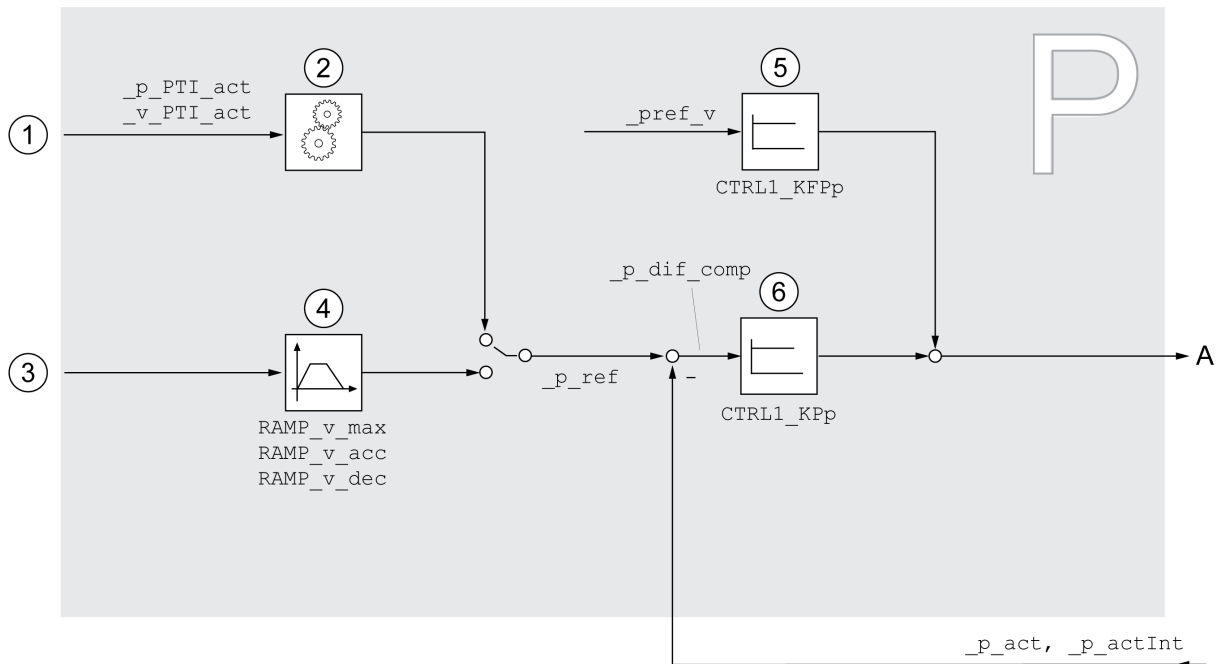 P
2
5
_p_PTI_act
_v_PTI_act
_pref_v
1
CTRL1_KFPp
_p_dif_comp
4
6
3
A
_p_ref
-
CTRL1_KPp
RAMP_v_max
RAMP_v_acc
RAMP_v_dec
_p_act, _p_actInt